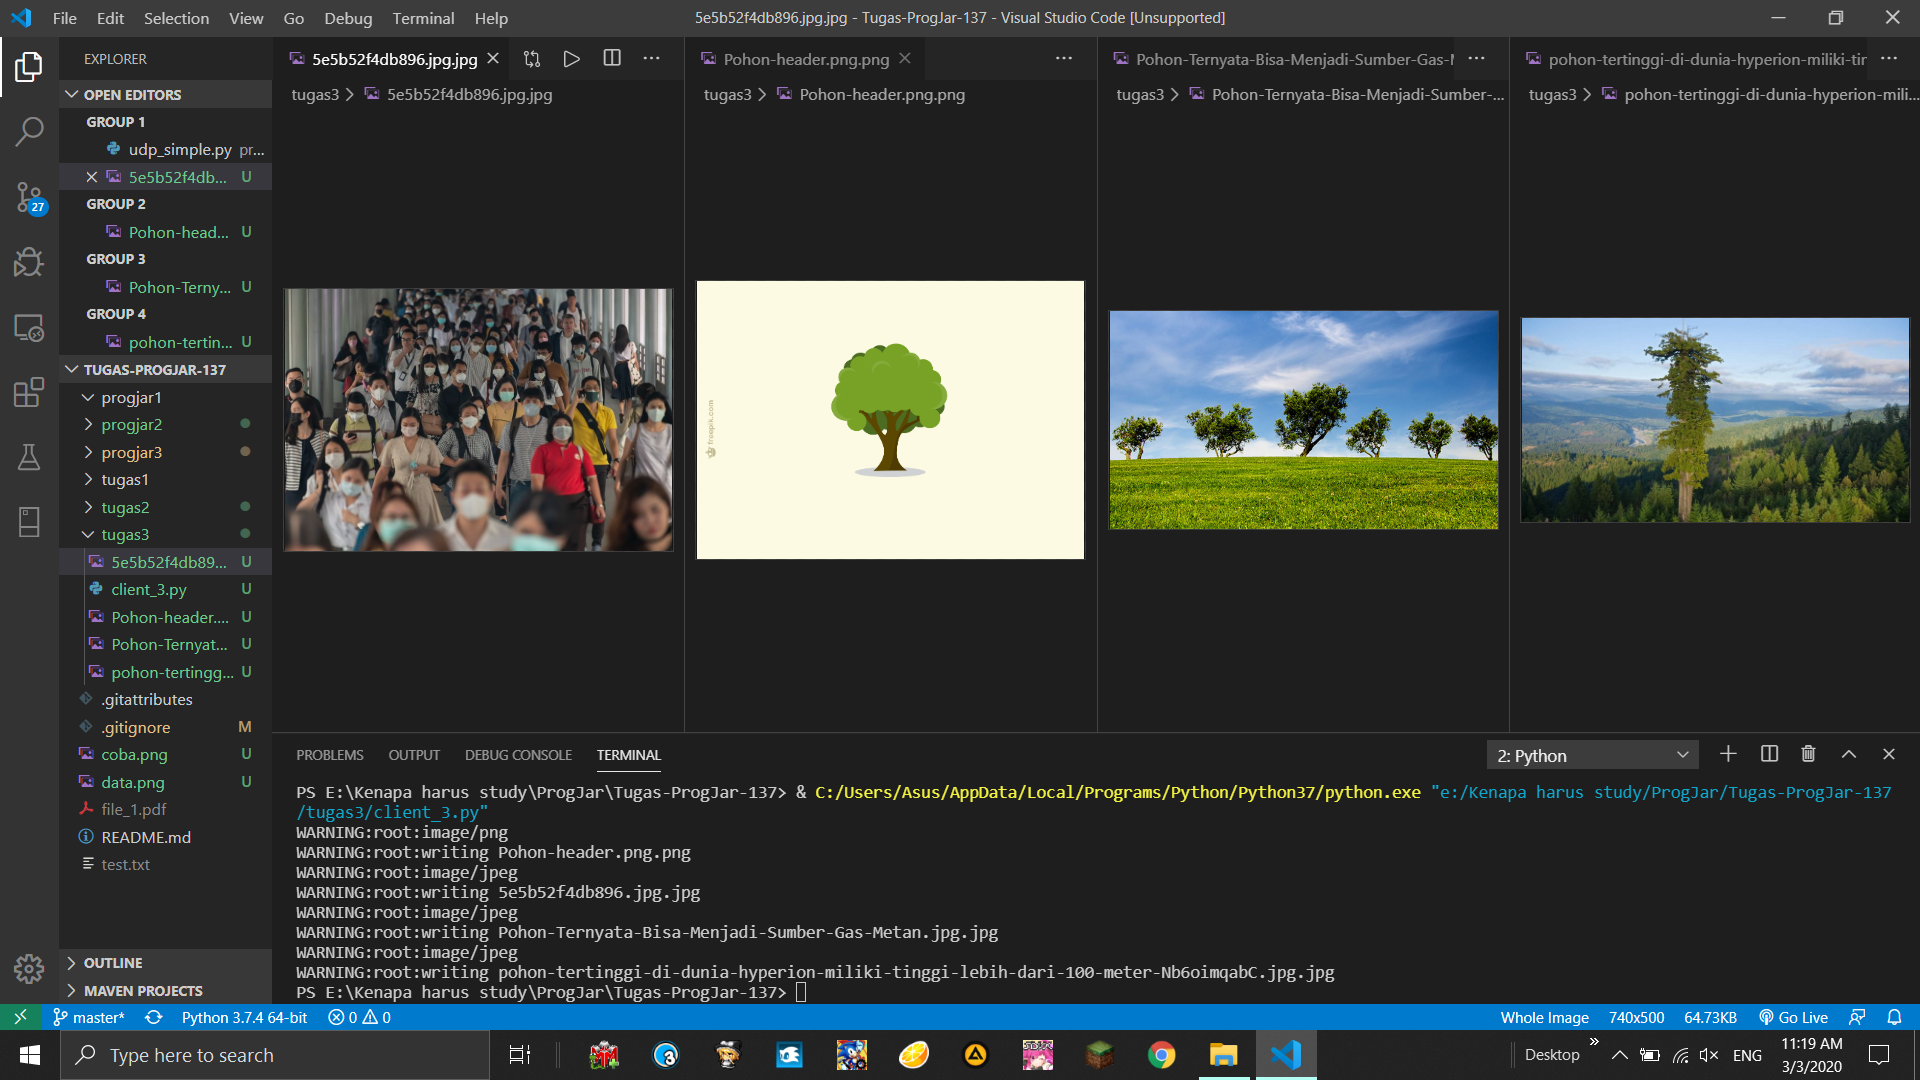 File Edit Selection View Go Debug Terminal Help
5e5b52f4db896.jpg.jpg - Tugas-ProgJar-137 - Visual Studio Code [Unsupported]
EXPLORER
OPEN EDITORS
GROUP 1
udp_simple.py pr...
5e5b52f4db... U
GROUP 2
Pohon-head... U
GROUP 3
Pohon-Terny... U
GROUP 4
pohon-tertin... U
TUGAS-PROGJAR-137
progjar1
progjar2
progjar3
tugas1
tugas2
tugas3
5e5b52f4db89... U
client_3.py U
Pohon-header.... U
Pohon-Ternyat... U
pohon-tertingg... U
.gitattributes
.gitignore M
coba.png U
data.png U
file_1.pdf
README.md
test.txt
OUTLINE
MAVEN PROJECTS
27
5e5b52f4db896.jpg.jpg
tugas3 > 5e5b52f4db896.jpg.jpg
Pohon-header.png.png
tugas3 > Pohon-header.png.png
freepik.com
Pohon-Ternyata-Bisa-Menjadi-Sumber-Gas-
tugas3 > Pohon-Ternyata-Bisa-Menjadi-Sumber-...
pohon-tertinggi-di-dunia-hyperion-miliki-tin
tugas3 > pohon-tertinggi-di-dunia-hyperion-mili...
PROBLEMS OUTPUT DEBUG CONSOLE TERMINAL
2: Python
PS E:\Kenapa harus study\ProgJar\Tugas-ProgJar-137> & C:/Users/Asus/AppData/Local/Programs/Python/Python37/python.exe "e:/Kenapa harus study/ProgJar/Tugas-ProgJar-137
/tugas3/client_3.py"
WARNING:root:image/png
WARNING:root:writing Pohon-header.png.png
WARNING:root:image/jpeg
WARNING:root:writing 5e5b52f4db896.jpg.jpg
WARNING:root:image/jpeg
WARNING:root:writing Pohon-Ternyata-Bisa-Menjadi-Sumber-Gas-Metan.jpg.jpg
WARNING:root:image/jpeg
WARNING:root:writing pohon-tertinggi-di-dunia-hyperion-miliki-tinggi-lebih-dari-100-meter-Nb6oimqabC.jpg.jpg
PS E:\Kenapa harus study\ProgJar\Tugas-ProgJar-137>
master* Python 3.7.4 64-bit 0 0 Whole Image 740x500 64.73KB Go Live
Type here to search
3
Desktop
ENG
11:19 AM
3/3/2020